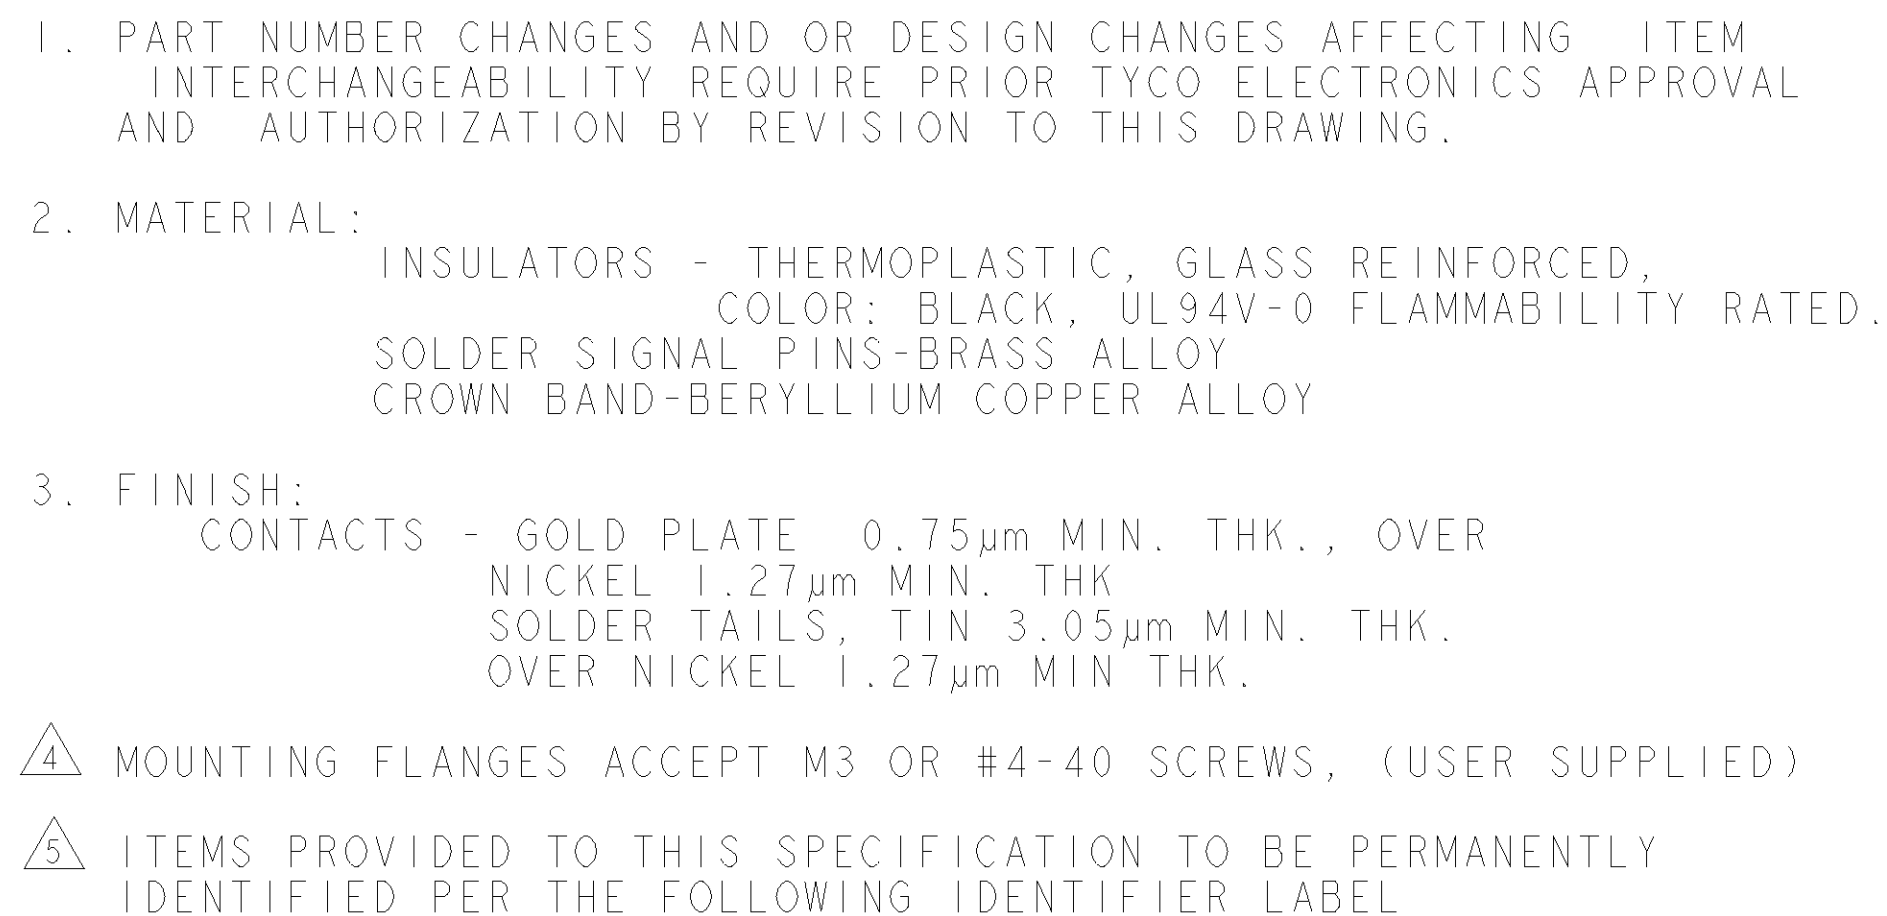 1. PART NUMBER CHANGES AND OR DESIGN CHANGES AFFECTING ITEM
INTERCHANGEABILITY REQUIRE PRIOR TYCO ELECTRONICS APPROVAL
AND AUTHORIZATION BY REVISION TO THIS DRAWING.
2. MATERIAL:
INSULATORS - THERMOPLASTIC, GLASS REINFORCED,
COLOR: BLACK, UL94V-0 FLAMMABILITY RATED.
SOLDER SIGNAL PINS-BRASS ALLOY
CROWN BAND-BERYLLIUM COPPER ALLOY
3. FINISH:
CONTACTS - GOLD PLATE 0.75µm MIN. THK., OVER
NICKEL 1.27µm MIN. THK
SOLDER TAILS, TIN 3.05µm MIN. THK.
OVER NICKEL 1.27µm MIN THK.
4 MOUNTING FLANGES ACCEPT M3 OR #4-40 SCREWS, (USER SUPPLIED)
5 ITEMS PROVIDED TO THIS SPECIFICATION TO BE PERMANENTLY
IDENTIFIED PER THE FOLLOWING IDENTIFIER LABEL